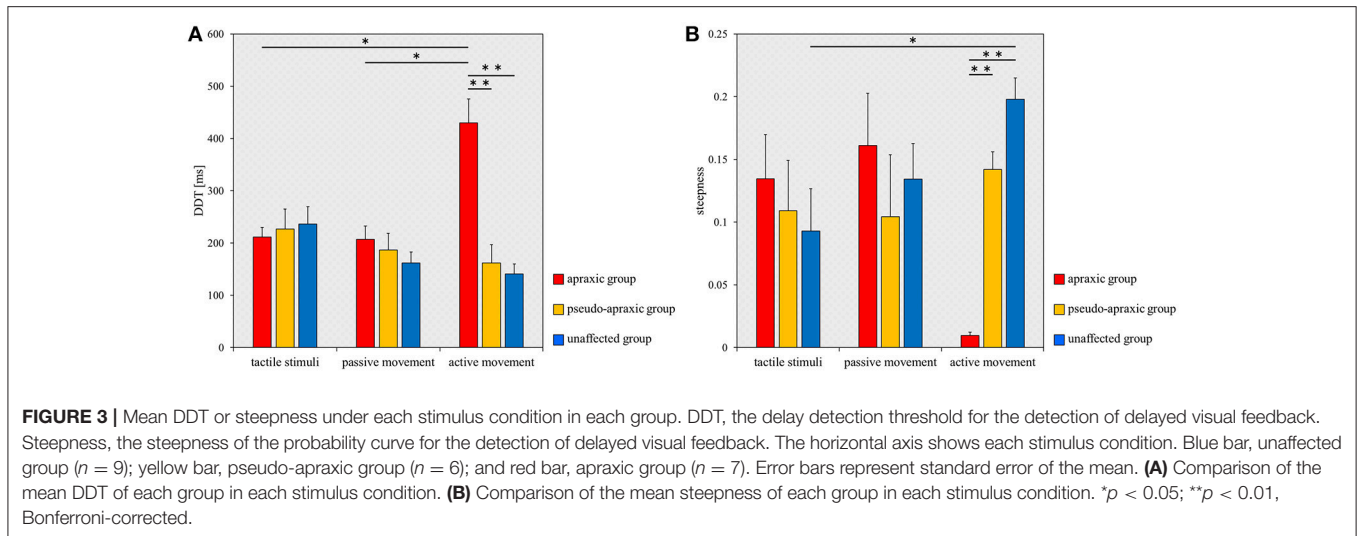 A
600
500
400
300
200
100
0
DDT [ms]
*
*
* *
* *
tactile stimuli passive movement active movement
apraxic group
pseudo-apraxic group
unaffected group
B
0.25
0.2
0.15
0.1
0.05
0
steepness
*
* *
* *
tactile stimuli passive movement active movement
apraxic group
pseudo-apraxic group
unaffected group
FIGURE 3 | Mean DDT or steepness under each stimulus condition in each group. DDT, the delay detection threshold for the detection of delayed visual feedback.
Steepness, the steepness of the probability curve for the detection of delayed visual feedback. The horizontal axis shows each stimulus condition. Blue bar, unaffected
group (n = 9); yellow bar, pseudo-apraxic group (n = 6); and red bar, apraxic group (n = 7). Error bars represent standard error of the mean. (A) Comparison of the
mean DDT of each group in each stimulus condition. (B) Comparison of the mean steepness of each group in each stimulus condition. *p < 0.05; **p < 0.01,
Bonferroni-corrected.